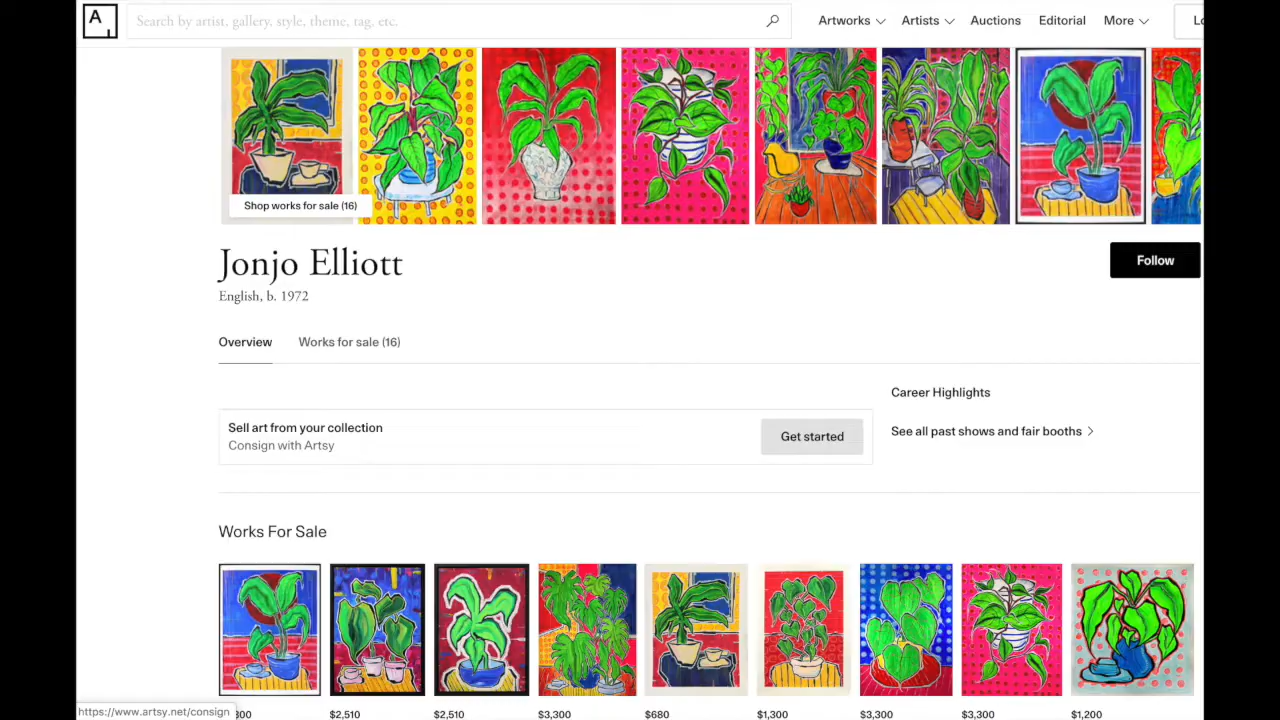 A
Search by artist, gallery, style, theme, tag, etc.
Artworks Artists Auctions Editorial More
Shop works for sale (16)
Jonjo Elliott
Follow
English, b. 1972
Overview Works for sale (16)
Career Highlights
Sell art from your collection
Consign with Artsy
Get started
See all past shows and fair booths
Works For Sale
https://www.artsy.net/consign
$2,510 $2,510 $3,300 $680 $1,300 $3,300 $3,300 $1,200